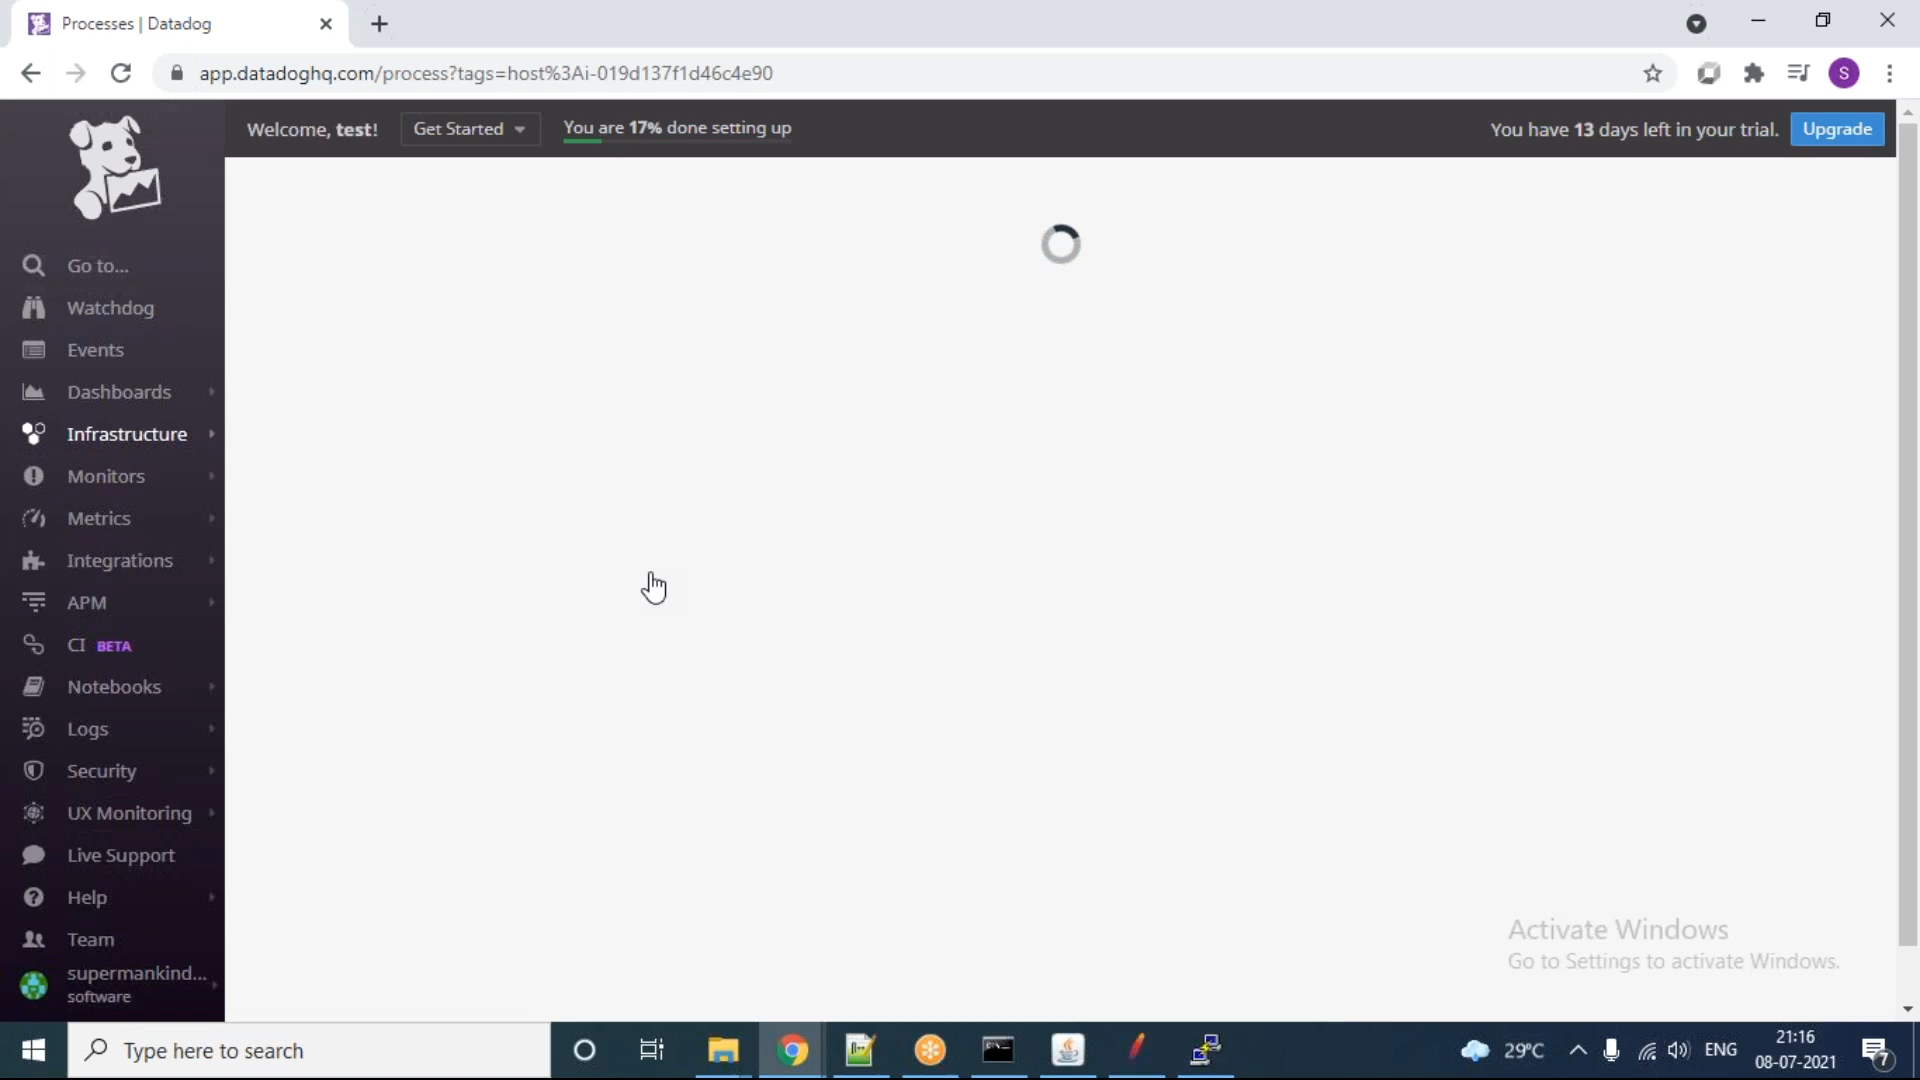 Processes | Datadog
app.datadoghq.com/process?tags=host%3Ai-019d137f1d46c4e90
S
Welcome, test!
Get Started
You are 17% done setting up
You have 13 days left in your trial.
Upgrade
Go to...
Watchdog
Events
Dashboards
Infrastructure
Monitors
Metrics
Integrations
APM
CI BETA
Notebooks
Logs
Security
UX Monitoring
Live Support
Help
Team
supermankind...
software
Activate Windows
Go to Settings to activate Windows.
Type here to search
29°C
ENG
21:16
08-07-2021
7